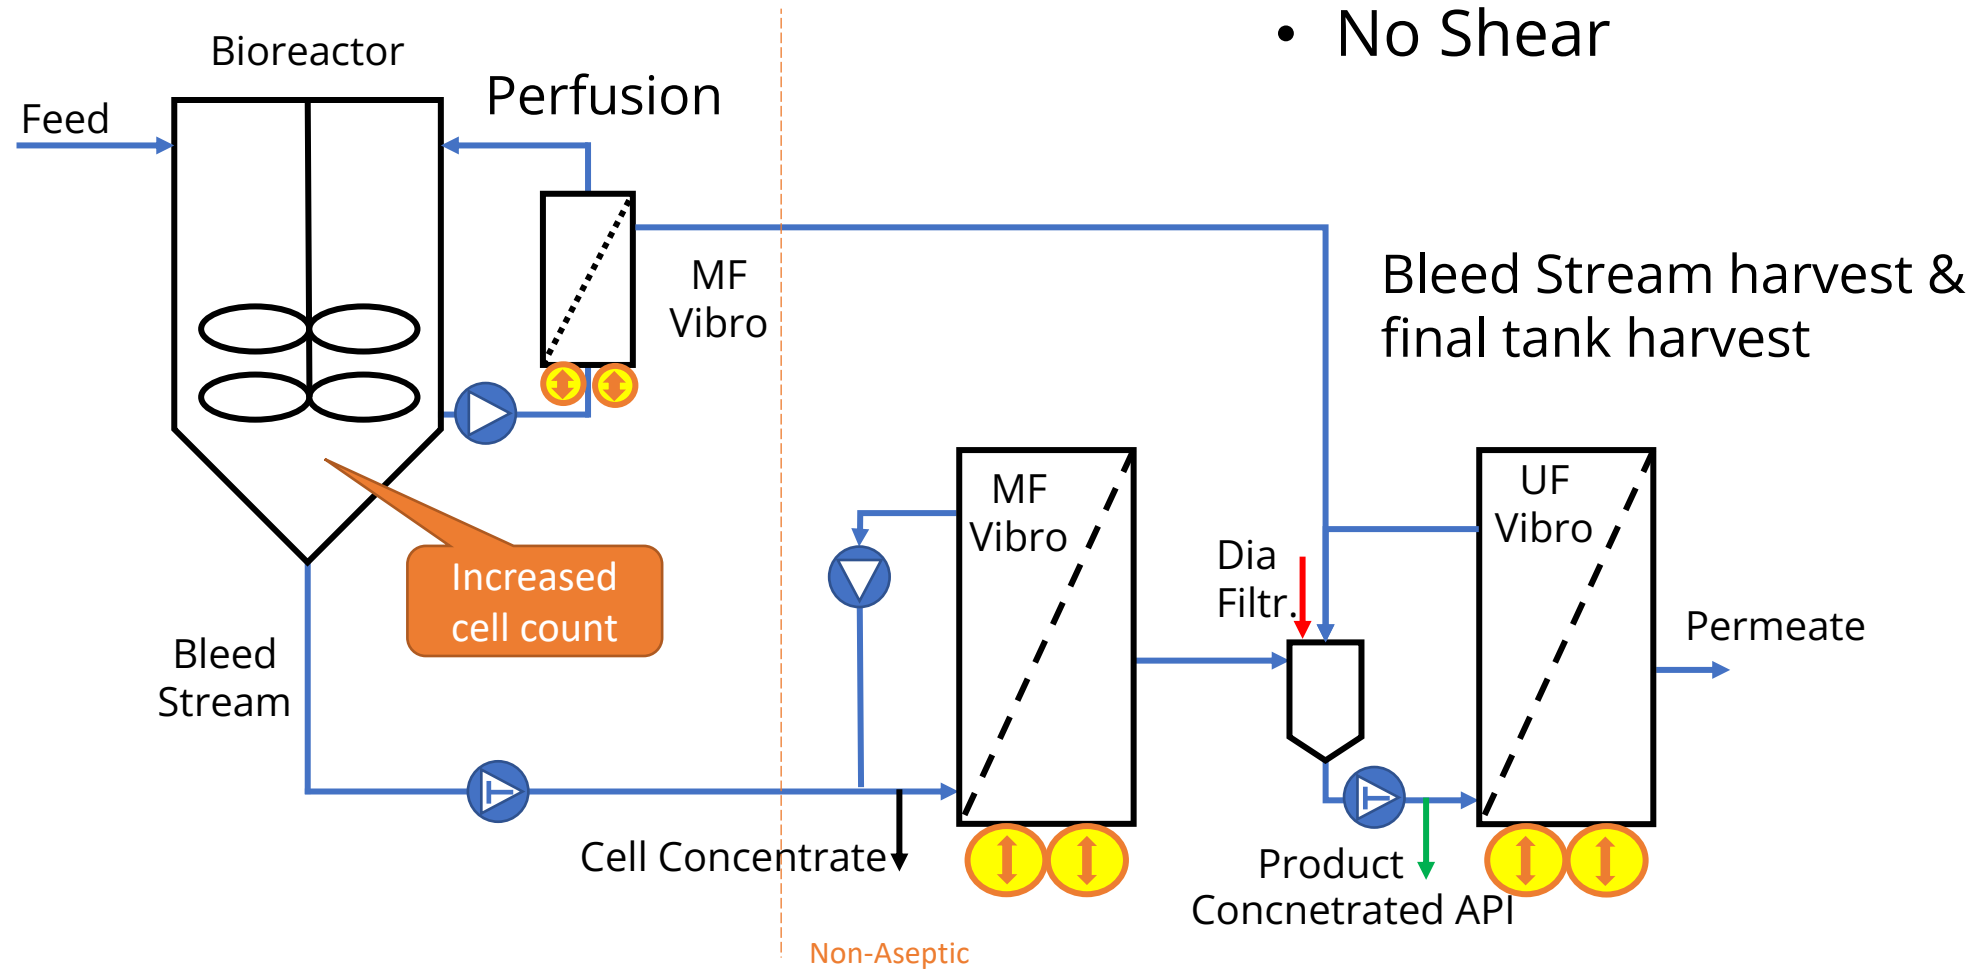 • No Shear
Bioreactor
Perfusion
Feed
MF
Vibro
Bleed Stream harvest &
final tank harvest
MF
Vibro
UF
Vibro
Dia
Filtr.
Increased
cell count
Permeate
Bleed
Stream
Cell Concentrate
Product
Concnetrated API
Non-Aseptic